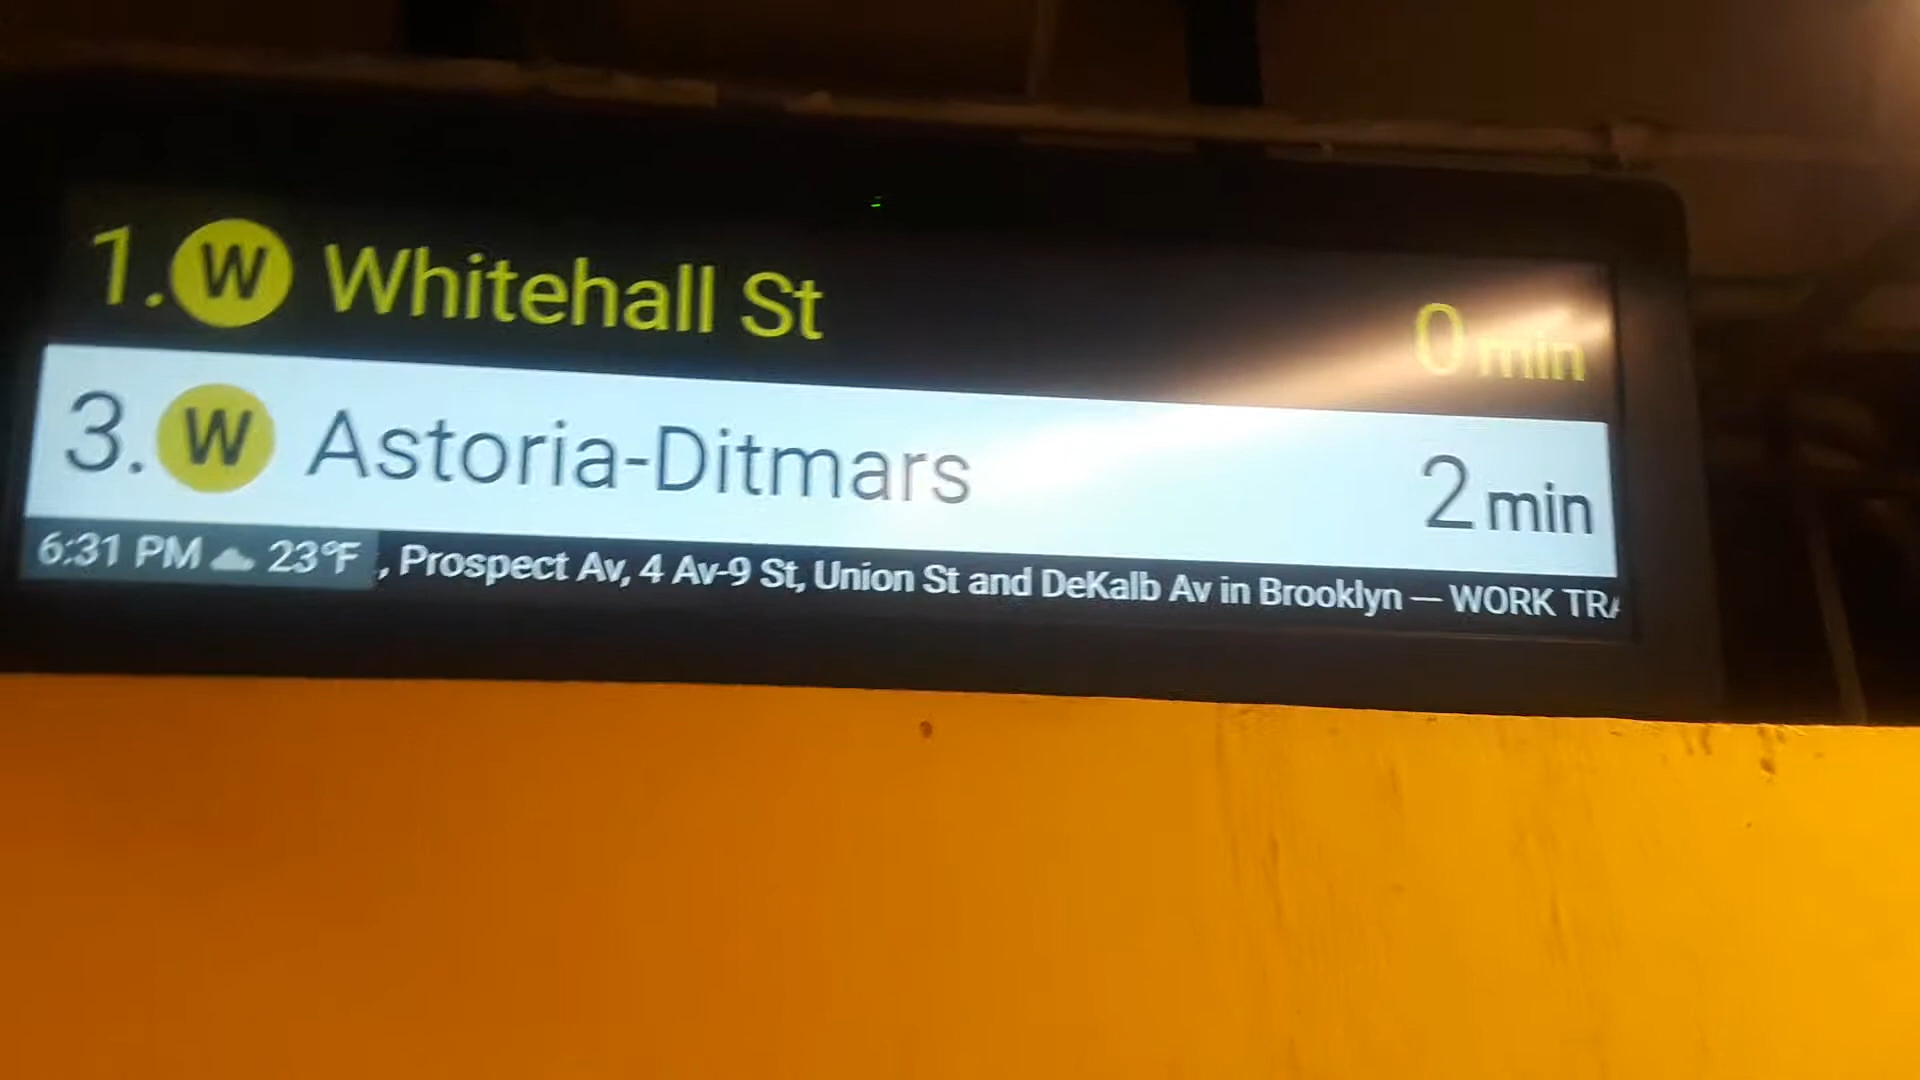 1. W Whitehall St 0 min
3. W Astoria-Ditmars 2 min
6:31 PM 23°F , Prospect Av, 4 Av-9 St, Union St and DeKalb Av in Brooklyn — WORK TRA